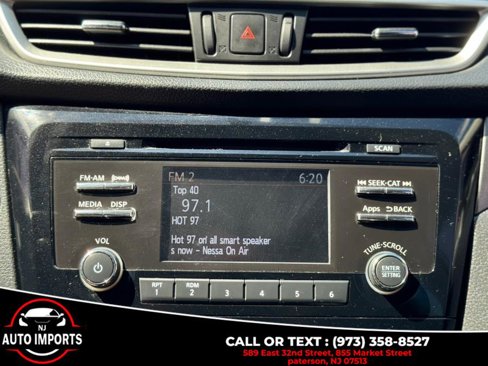 SCAN
FM 2 6:20
Top 40
97.1
HOT 97
Hot 97 on all smart speaker
s now - Nessa On Air
FM·AM
MEDIA DISP
VOL
SEEK·CAT
Apps BACK
TUNE·SCROLL
ENTER
SETTING
RPT RDM
1 2 3 4 5 6
NJ
AUTO IMPORTS
CALL OR TEXT : (973) 358-8527
589 East 32nd Street, 855 Market Street
paterson, NJ 07513